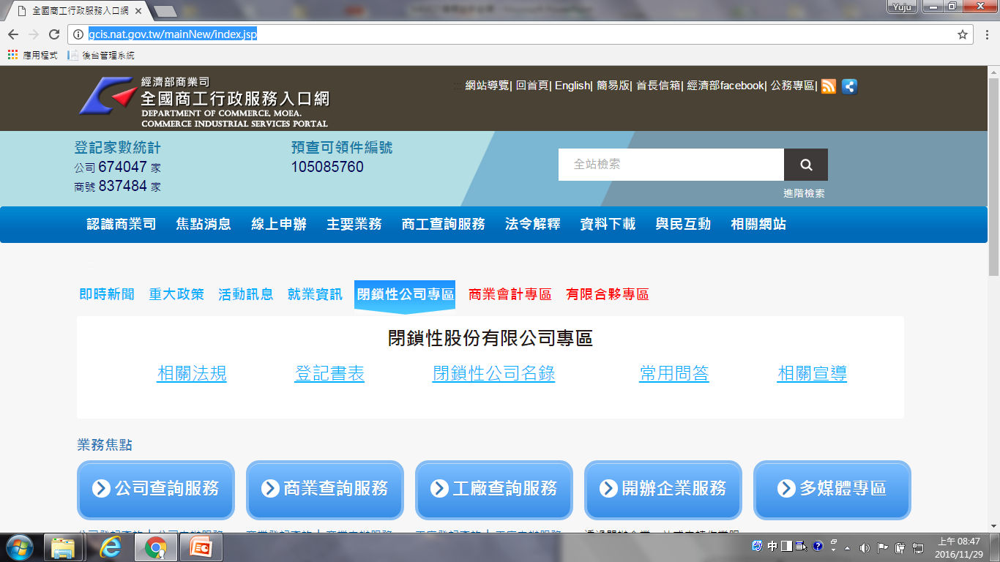 全國商工行政服務入口網
Yuju
gcis.nat.gov.tw/mainNew/index.jsp
應用程式 後台管理系統
經濟部商業司
全國商工行政服務入口網
DEPARTMENT OF COMMERCE, MOEA.
COMMERCE INDUSTRIAL SERVICES PORTAL
::: 網站導覽| 回首頁| English| 簡易版| 首長信箱| 經濟部facebook| 公務專區|
登記家數統計
公司 674047 家
商號 837484 家
預查可領件編號
105085760
全站檢索
進階檢索
認識商業司 焦點消息 線上申辦 主要業務 商工查詢服務 法令解釋 資料下載 與民互動 相關網站
即時新聞 重大政策 活動訊息 就業資訊 閉鎖性公司專區 商業會計專區 有限合夥專區
閉鎖性股份有限公司專區
相關法規 登記書表 閉鎖性公司名錄 常用問答 相關宣導
業務焦點
公司查詢服務 商業查詢服務 工廠查詢服務 開辦企業服務 多媒體專區
中
上午 08:47
2016/11/29